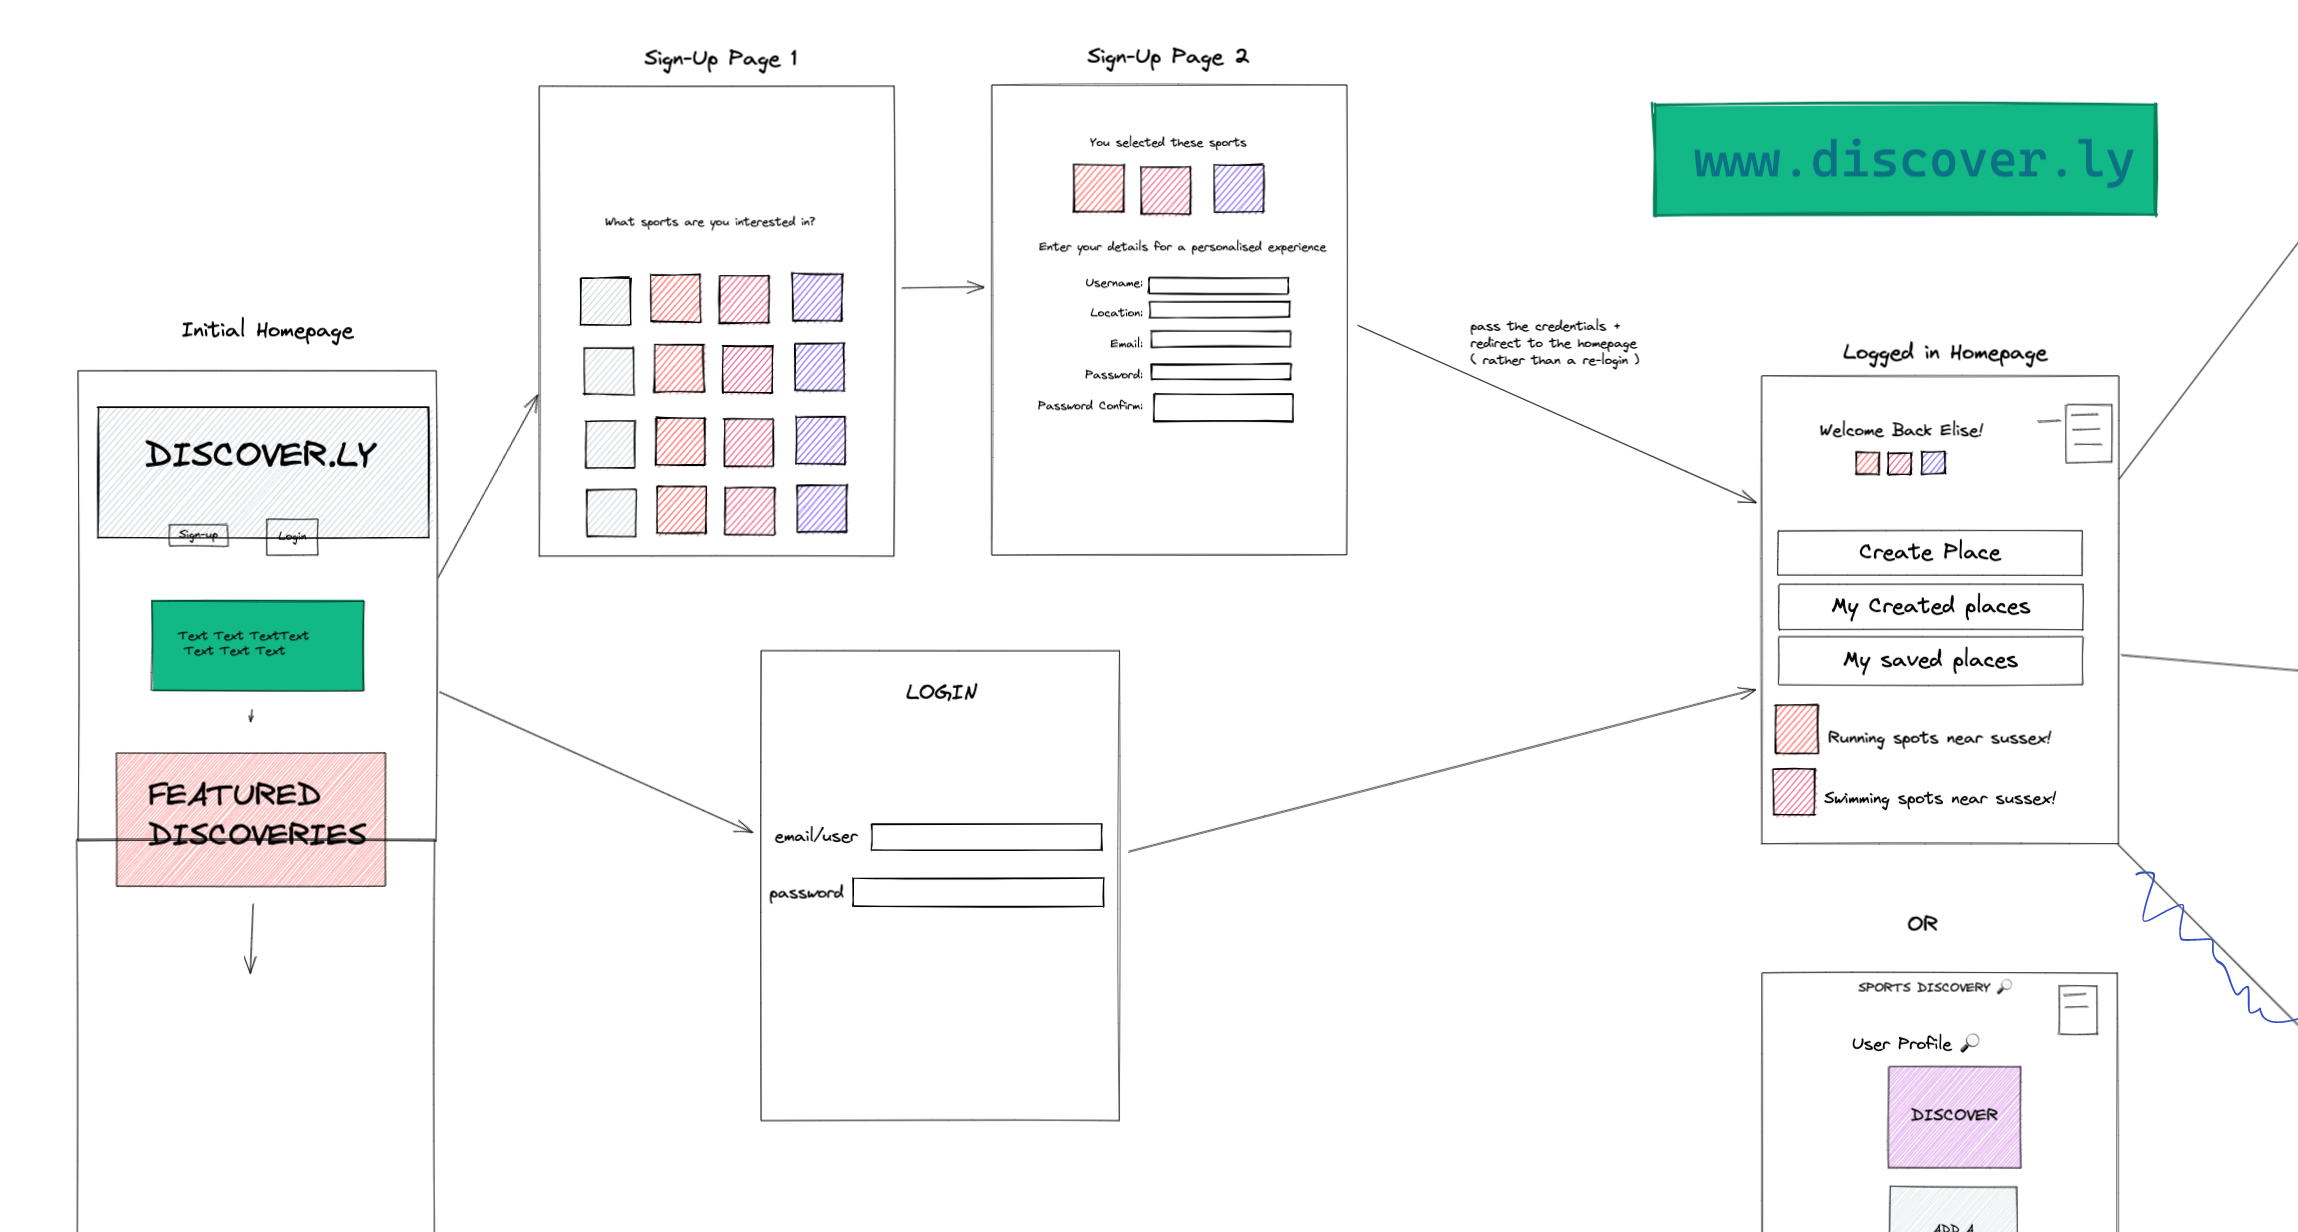 Sign-Up Page 1
Sign-Up Page 2
www.discover.ly
You selected these sports
What sports are you interested in?
Enter your details for a personalised experience
Username:
Location:
Email:
Password:
Password Confirm:
Initial Homepage
DISCOVER.LY
Sign-up
Login
Text Text TextText
Text Text Text
FEATURED
DISCOVERIES
pass the credentials +
redirect to the homepage
( rather than a re-login )
LOGIN
email/user
password
Logged in Homepage
Welcome Back Elise!
Create Place
My Created places
My saved places
Running spots near sussex!
Swimming spots near sussex!
OR
SPORTS DISCOVERY 🔎
User Profile 🔎
DISCOVER
ADD A